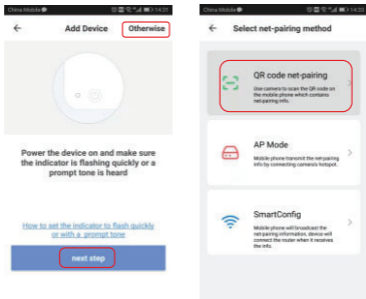 China Mobile
14:21
Add Device
Otherwise
Power the device on and make sure
the indicator is flashing quickly or a
prompt tone is heard
How to set the indicator to flash quickly
or with a prompt tone
next step
China Mobile
14:22
Select net-pairing method
QR code net-pairing
Use camera to scan the QR code on
the mobile phone which contains
net-pairing info.
AP Mode
Mobile phone transmit the net-pairing
info by connecting camera's hotspot.
SmartConfig
Mobile phone will broadcast the
net-pairing information, device will
connect the router when it receives
the info.